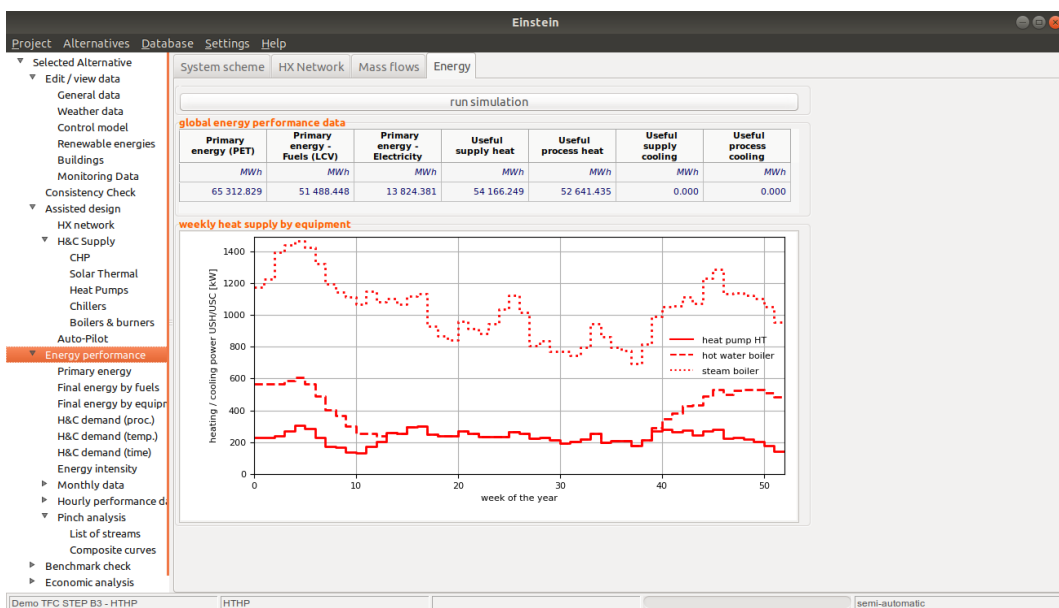 Einstein
Project Alternatives Database Settings Help
Selected Alternative
Edit / view data
General data
Weather data
Control model
Renewable energies
Buildings
Monitoring Data
Consistency Check
Assisted design
HX network
H&C Supply
CHP
Solar Thermal
Heat Pumps
Chillers
Boilers & burners
Auto-Pilot
Energy performance
Primary energy
Final energy by fuels
Final energy by equipr
H&C demand (proc.)
H&C demand (temp.)
H&C demand (time)
Energy intensity
Monthly data
Hourly performance da
Pinch analysis
List of streams
Composite curves
Benchmark check
Economic analysis
System scheme HX Network Mass flows Energy
run simulation
global energy performance data
Primary energy (PET) Primary energy - Fuels (LCV) Primary energy - Electricity Useful supply heat Useful process heat Useful supply cooling Useful process cooling
MWh MWh MWh MWh MWh MWh MWh
65 312.829 51 488.448 13 824.381 54 166.249 52 641.435 0.000 0.000
weekly heat supply by equipment
heating / cooling power USH/USC [kW]
1400
1200
1000
800
600
400
200
0
heat pump HT
hot water boiler
steam boiler
0 10 20 30 40 50
week of the year
Demo TFC STEP B3 - HTHP HTHP semi-automatic